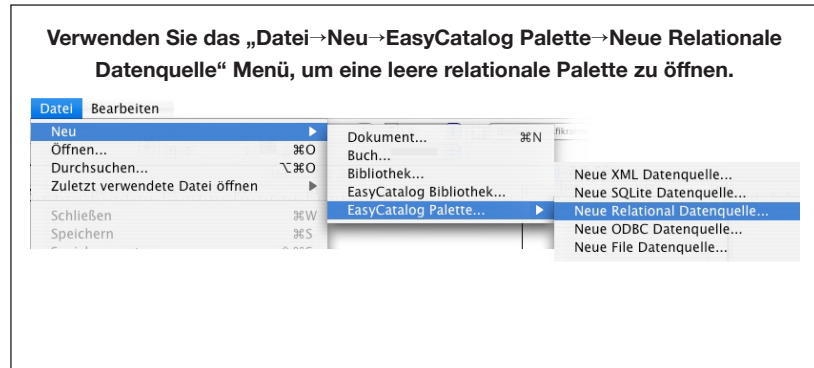 Verwenden Sie das „Datei→Neu→EasyCatalog Palette→Neue Relationale
Datenquelle“ Menü, um eine leere relationale Palette zu öffnen.
Datei Bearbeiten
Neu ▶
Öffnen... ⌘O
Durchsuchen... ⌥⌘O
Zuletzt verwendete Datei öffnen ▶
Schließen ⌘W
Speichern ⌘S
Dokument... ⌘N
Buch...
Bibliothek...
EasyCatalog Bibliothek...
EasyCatalog Palette... ▶
Neue XML Datenquelle...
Neue SQLite Datenquelle...
Neue Relational Datenquelle...
Neue ODBC Datenquelle...
Neue File Datenquelle...